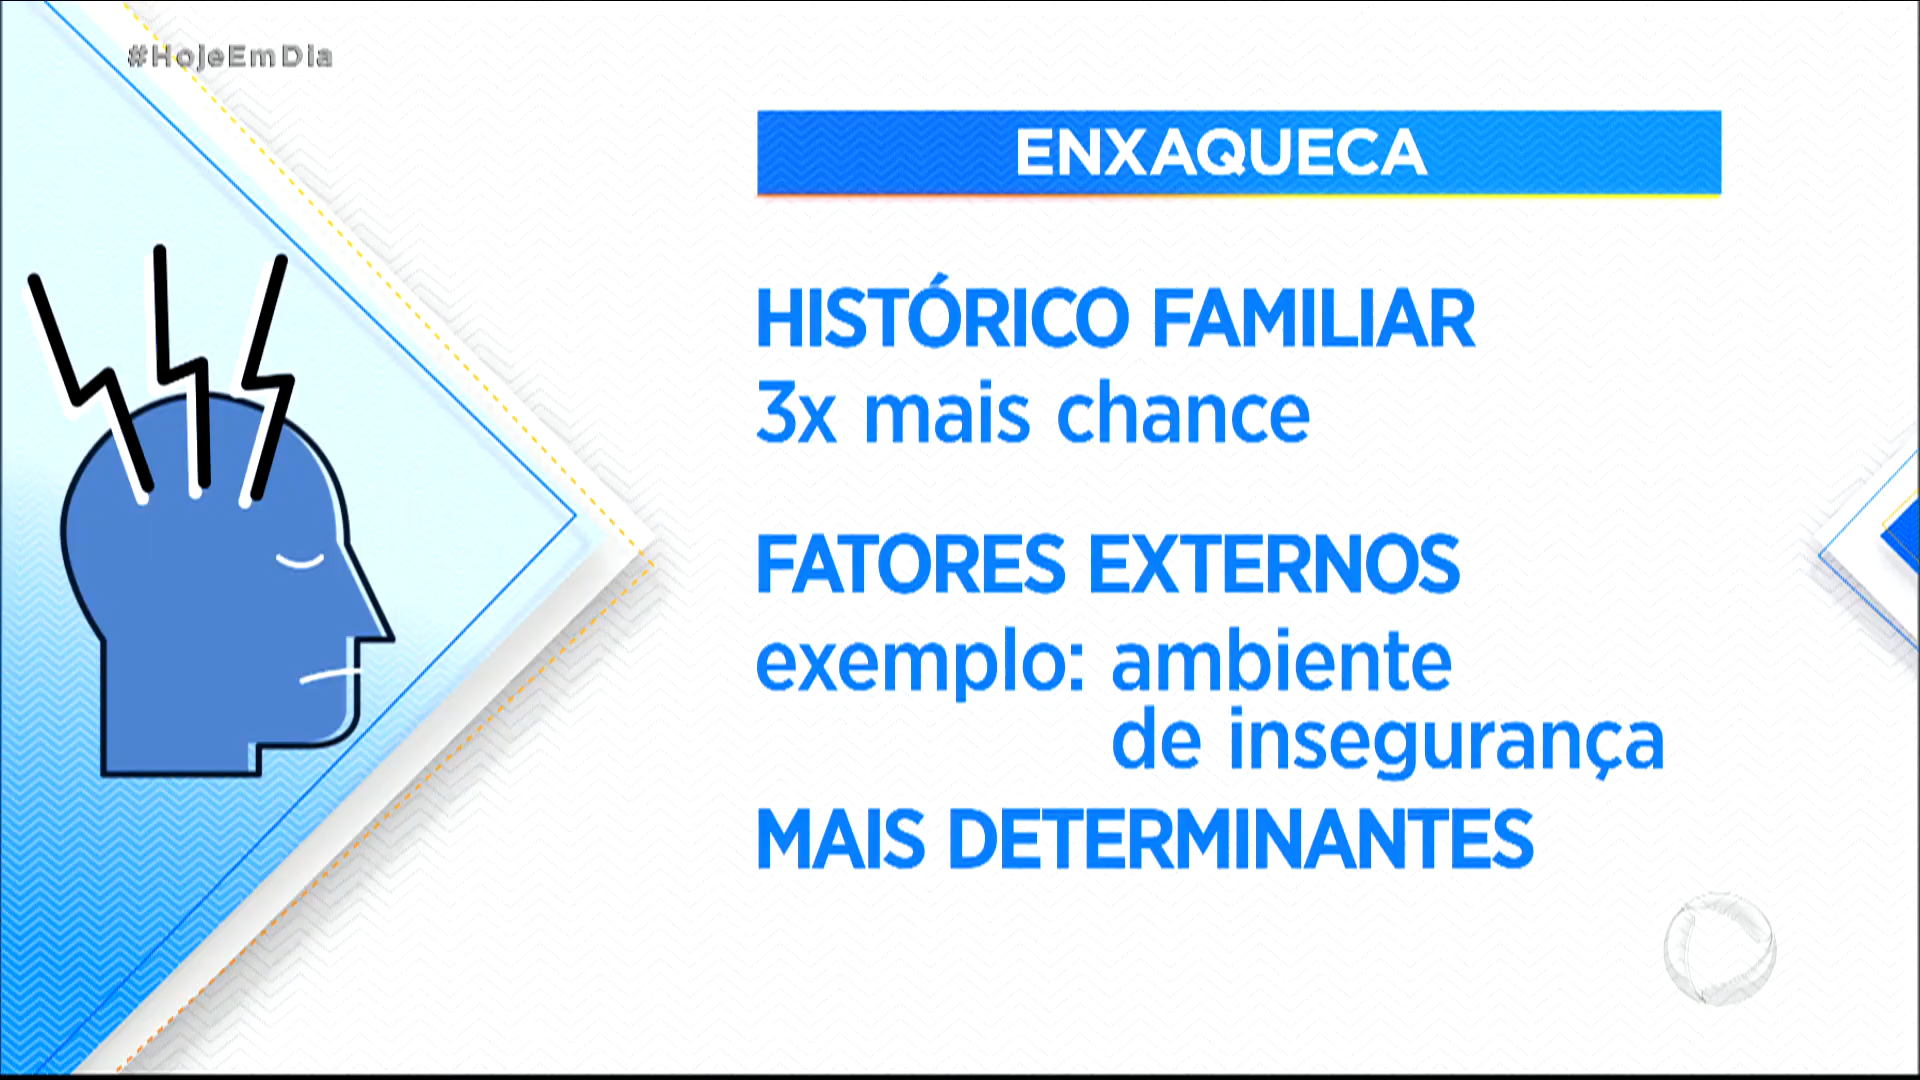 #HojeEmDia
ENXAQUECA
HISTÓRICO FAMILIAR
3x mais chance
FATORES EXTERNOS
exemplo: ambiente
de insegurança
MAIS DETERMINANTES